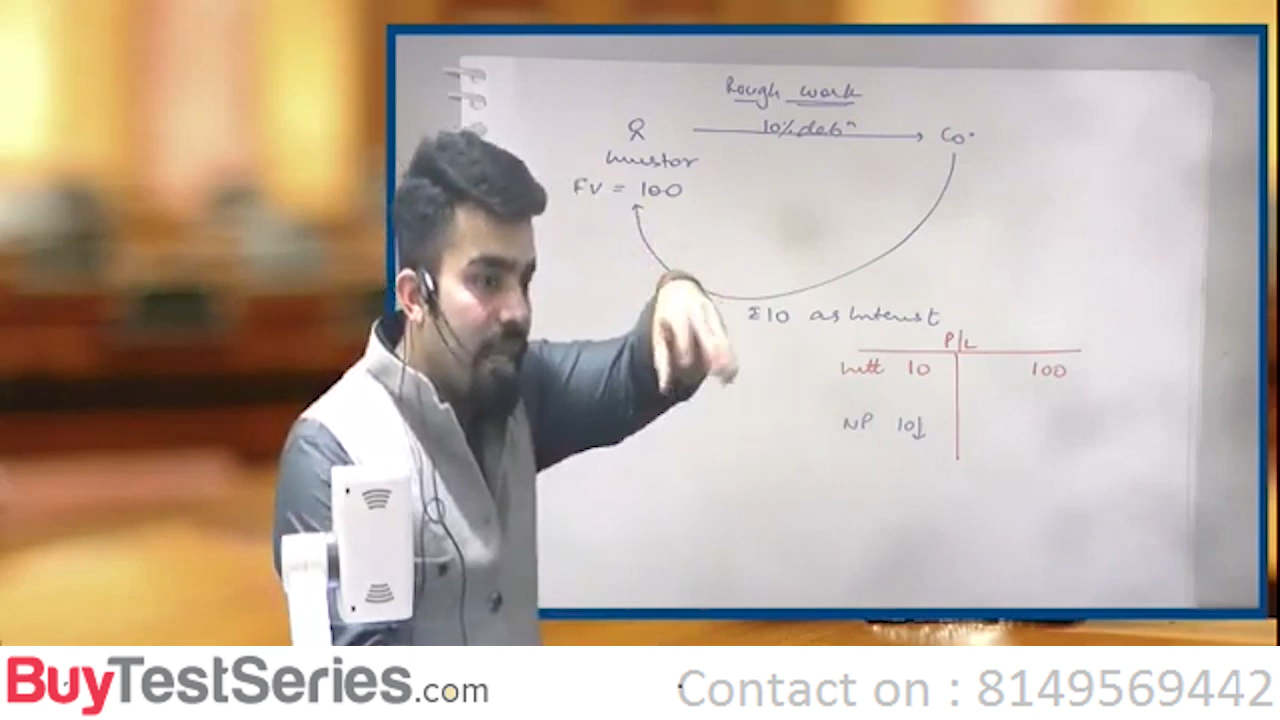 Rough work
10% debⁿ Co.
Investor
FV = 100
₹10 as Interest
P/L
Intt 10 100
NP 10↓
BuyTestSeries.com
Contact on : 8149569442